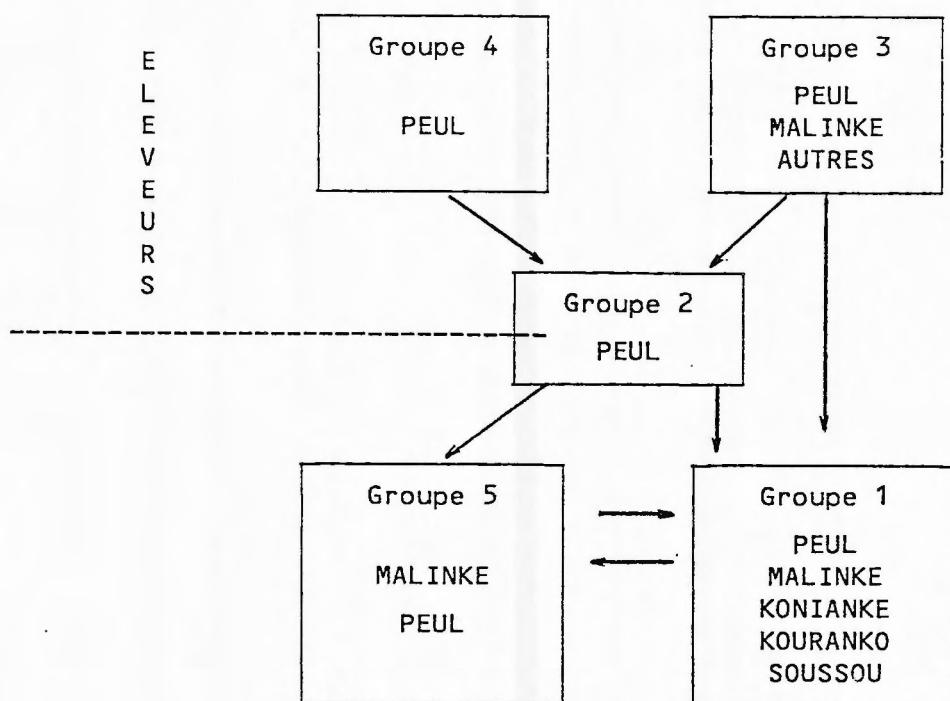 ELEVEURS
Groupe 4
PEUL
Groupe 3
PEUL
MALINKE
AUTRES
Groupe 2
PEUL
Groupe 5
MALINKE
PEUL
Groupe 1
PEUL
MALINKE
KONIANKE
KOURANKO
SOUSSOU